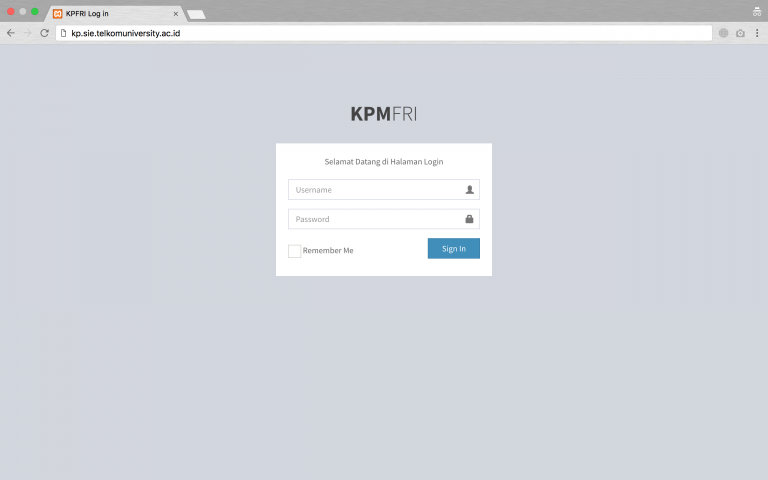 KPFRI Log in
kp.sie.telkomuniversity.ac.id
KPMFRI
Selamat Datang di Halaman Login
Username
Password
Remember Me
Sign In